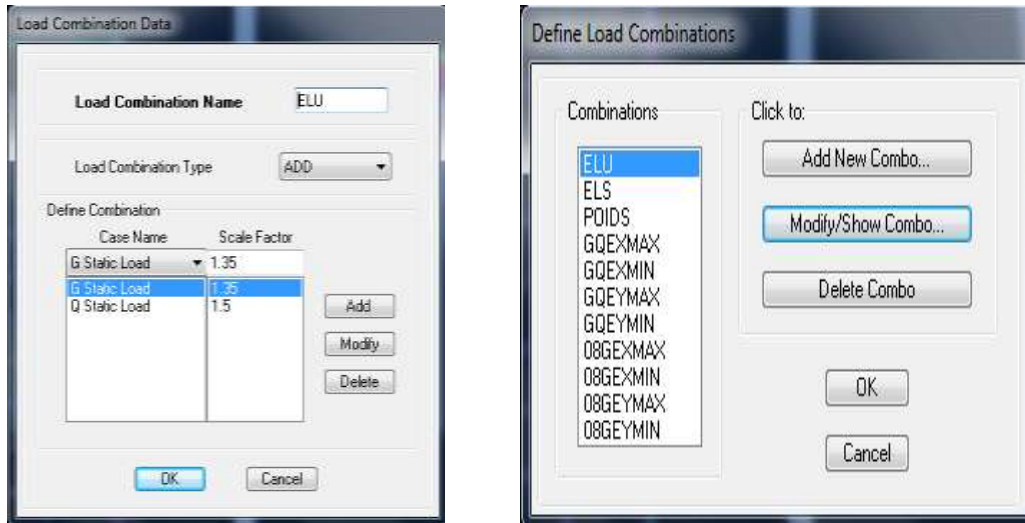 Load Combination Data
Load Combination Name ELU
Load Combination Type ADD
Define Combination
Case Name Scale Factor
G Static Load 1.35
G Static Load 1.35
Q Static Load 1.5
Add
Modify
Delete
OK Cancel
Define Load Combinations
Combinations
ELU
ELS
POIDS
GQEXMAX
GQEXMIN
GQEYMAX
GQEYMIN
08GEXMAX
08GEXMIN
08GEYMAX
08GEYMIN
Click to:
Add New Combo...
Modify/Show Combo...
Delete Combo
OK
Cancel